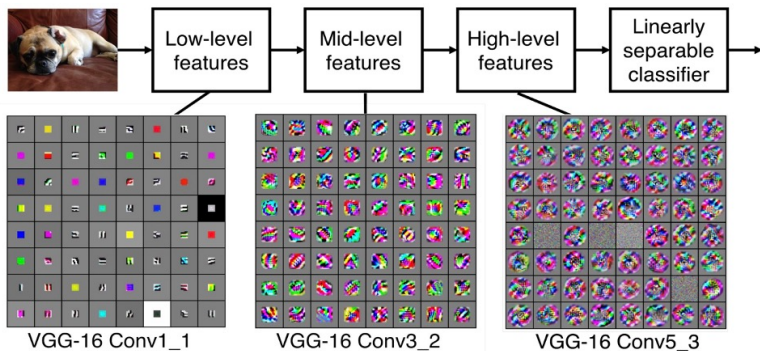 Low-level
features
Mid-level
features
High-level
features
Linearly
separable
classifier
VGG-16 Conv1_1
VGG-16 Conv3_2
VGG-16 Conv5_3